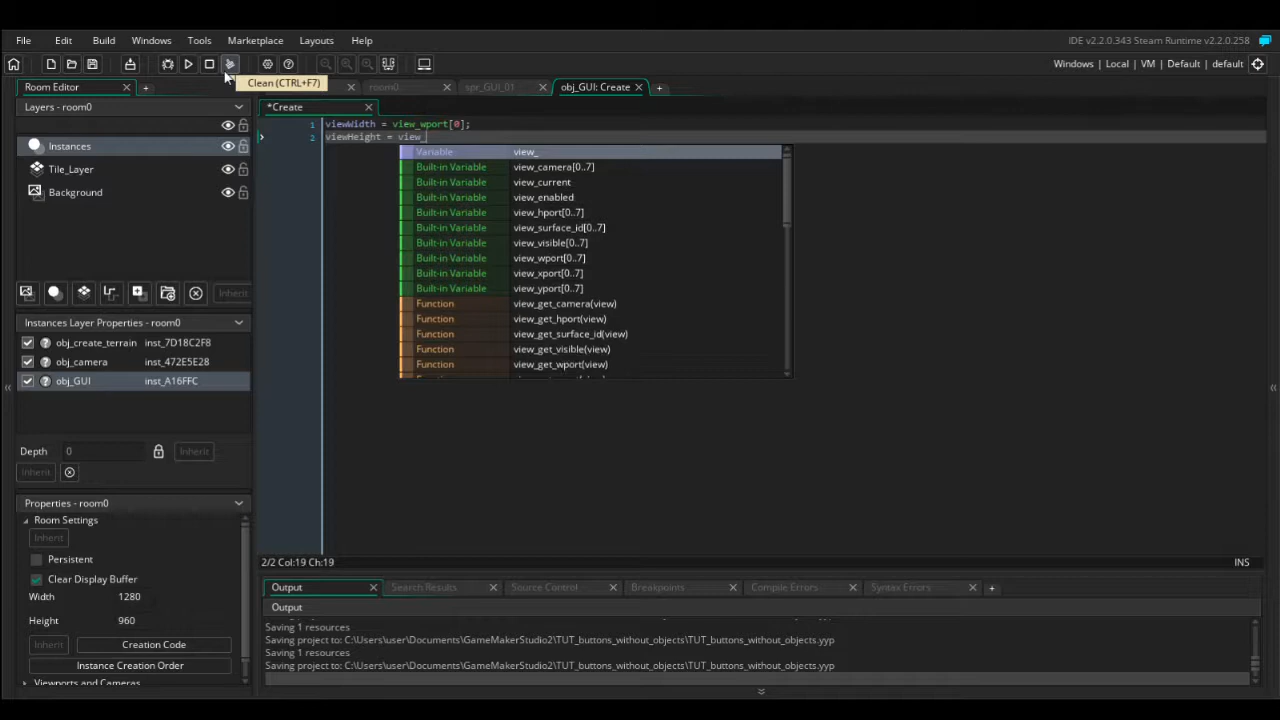 File Edit Build Windows Tools Marketplace Layouts Help IDE v2.2.0.343 Steam Runtime v2.2.0.258
Windows | Local | VM | Default | default
Clean (CTRL+F7)
Room Editor room0 spr_GUI_01 obj_GUI: Create
Layers - room0
*Create
Instances
Tile_Layer
Background
1 viewWidth = view_wport[0];
2 viewHeight = view_
Variable view_
Built-in Variable view_camera[0..7]
Built-in Variable view_current
Built-in Variable view_enabled
Built-in Variable view_hport[0..7]
Built-in Variable view_surface_id[0..7]
Built-in Variable view_visible[0..7]
Built-in Variable view_wport[0..7]
Built-in Variable view_xport[0..7]
Built-in Variable view_yport[0..7]
Function view_get_camera(view)
Function view_get_hport(view)
Function view_get_surface_id(view)
Function view_get_visible(view)
Function view_get_wport(view)
Inherit
Instances Layer Properties - room0
obj_create_terrain inst_7D18C2F8
obj_camera inst_472E5E28
obj_GUI inst_A16FFC
Depth 0 Inherit
Inherit
Properties - room0
Room Settings
Inherit
Persistent
Clear Display Buffer
Width 1280
Height 960
Inherit Creation Code
Instance Creation Order
Viewports and Cameras
2/2 Col:19 Ch:19 INS
Output Search Results Source Control Breakpoints Compile Errors Syntax Errors
Output
Saving 1 resources
Saving project to: C:\Users\user\Documents\GameMakerStudio2\TUT_buttons_without_objects\TUT_buttons_without_objects.yyp
Saving 1 resources
Saving project to: C:\Users\user\Documents\GameMakerStudio2\TUT_buttons_without_objects\TUT_buttons_without_objects.yyp